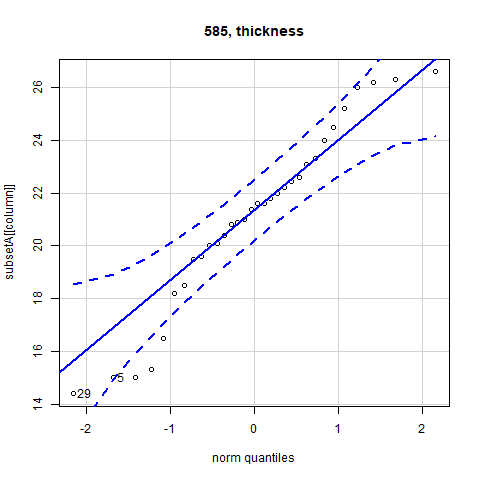 585, thickness
subsetA[[column]]
26
24
22
20
18
16
14
29
5
-2 -1 0 1 2
norm quantiles